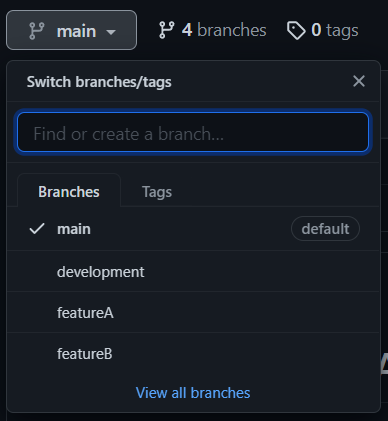 main 4 branches 0 tags
Switch branches/tags
Find or create a branch...
Branches Tags
main default
development
featureA
featureB
View all branches